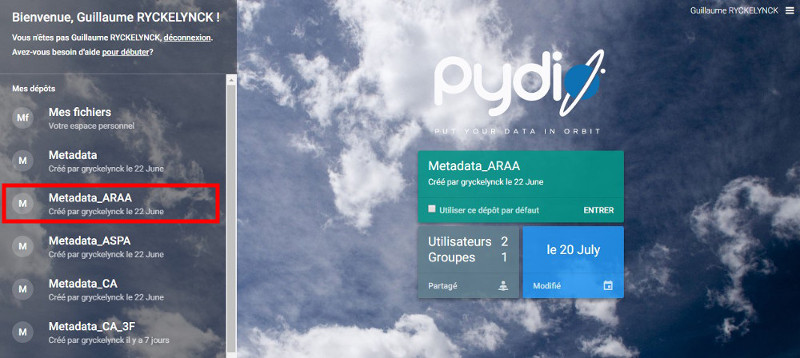 Bienvenue, Guillaume RYCKELYNCK !
Vous n'êtes pas Guillaume RYCKELYNCK, déconnexion.
Avez-vous besoin d'aide pour débuter?
Mes dépôts
Mf
Mes fichiers
Votre espace personnel
M
Metadata
Créé par gryckelynck le 22 June
M
Metadata_ARAA
Créé par gryckelynck le 22 June
M
Metadata_ASPA
Créé par gryckelynck le 22 June
M
Metadata_CA
Créé par gryckelynck le 22 June
M
Metadata_CA_3F
Créé par gryckelynck il y a 7 jours
Guillaume RYCKELYNCK
pydio
PUT YOUR DATA IN ORBIT
Metadata_ARAA
Créé par gryckelynck le 22 June
Utiliser ce dépôt par défaut ENTRER
Utilisateurs 2
Groupes 1
Partagé
le 20 July
Modifié